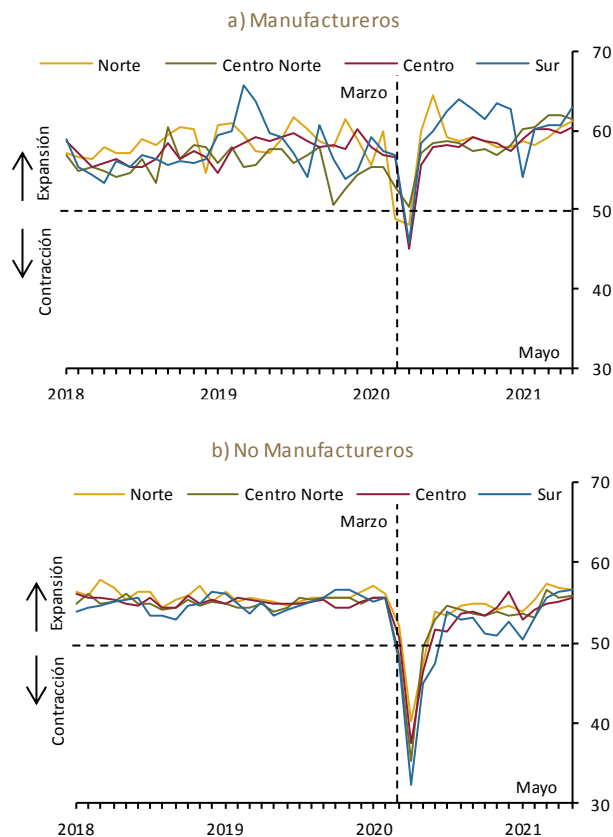 a) Manufactureros
70
Norte Centro Norte Centro Sur
Marzo
60
Expansión
50
Contracción
40
Mayo
30
2018 2019 2020 2021
b) No Manufactureros
70
Norte Centro Norte Centro Sur
Marzo
60
Expansión
50
Contracción
40
Mayo
30
2018 2019 2020 2021